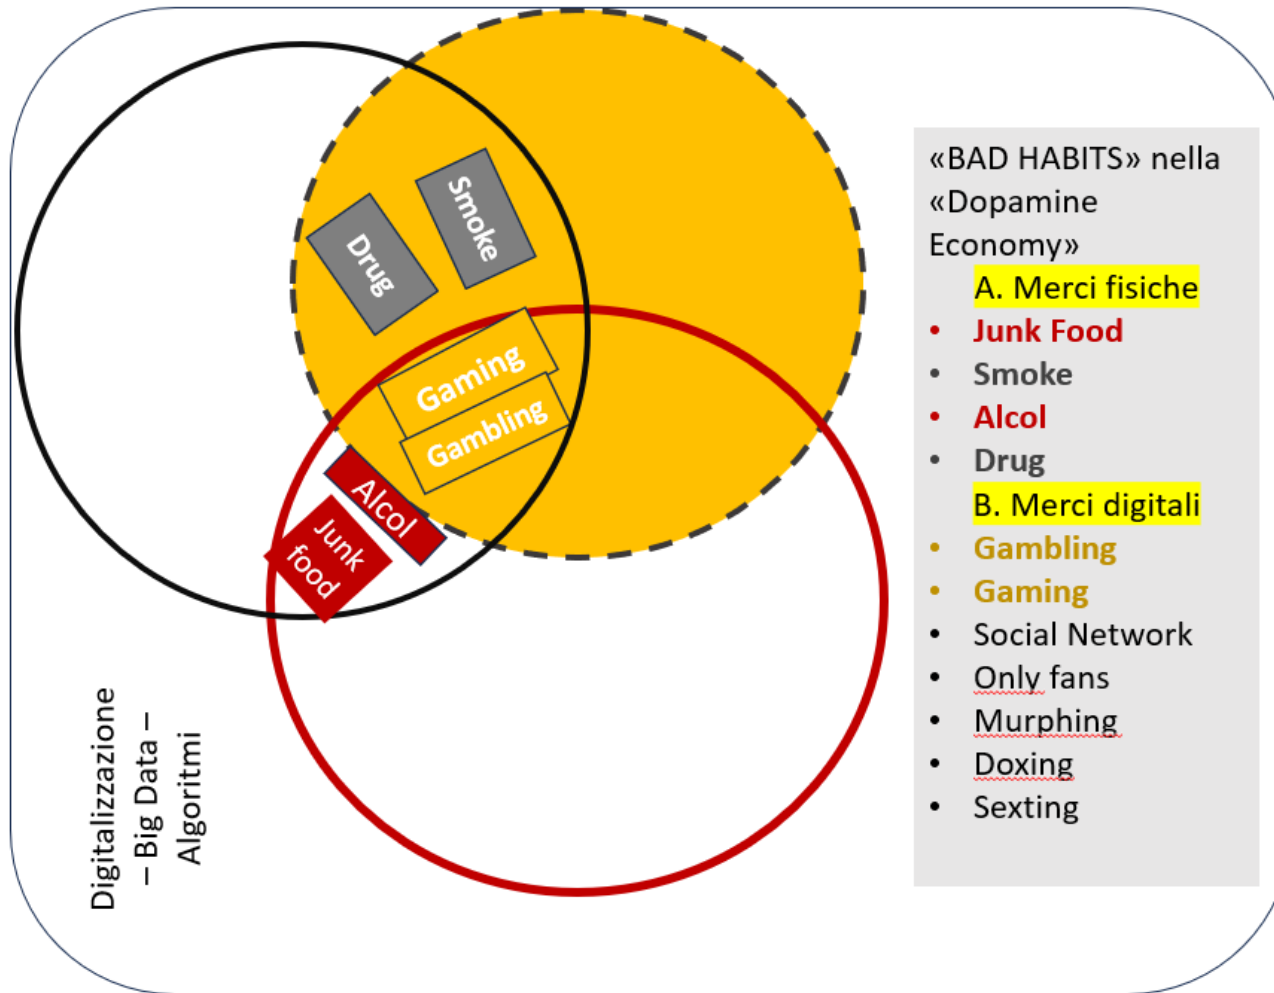 Smoke
Drug
Gaming
Gambling
Alcol
Junk
food
Digitalizzazione
– Big Data –
Algoritmi
«BAD HABITS» nella
«Dopamine
Economy»
A. Merci fisiche
• Junk Food
• Smoke
• Alcol
• Drug
B. Merci digitali
• Gambling
• Gaming
• Social Network
• Only fans
• Murphing
• Doxing
• Sexting